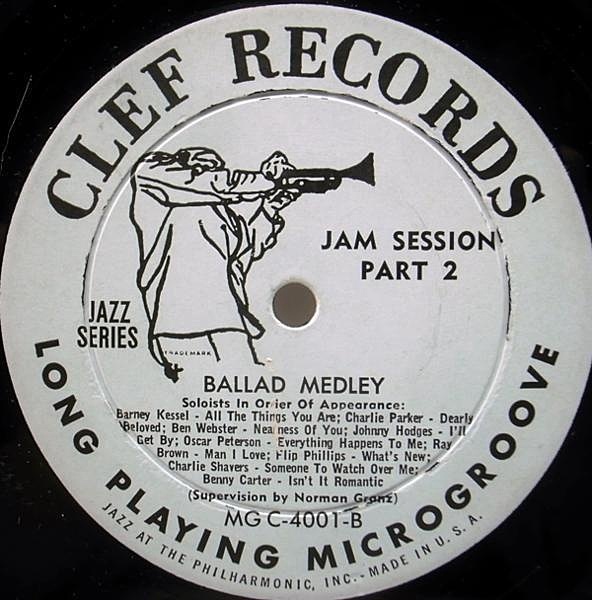 CLEF RECORDS
JAM SESSION
PART 2
JAZZ
SERIES
TRADEMARK
BALLAD MEDLEY
Soloists In Order Of Appearance:
Barney Kessel - All The Things You Are; Charlie Parker - Dearly
Beloved; Ben Webster - Nearness Of You; Johnny Hodges - I'll
Get By; Oscar Peterson - Everything Happens To Me; Ray
Brown - Man I Love; Flip Phillips - What's New;
Charlie Shavers - Someone To Watch Over Me;
Benny Carter - Isn't It Romantic
(Supervision by Norman Granz)
MG C-4001-B
LONG PLAYING MICROGROOVE
JAZZ AT THE PHILHARMONIC, INC. - MADE IN U. S. A.